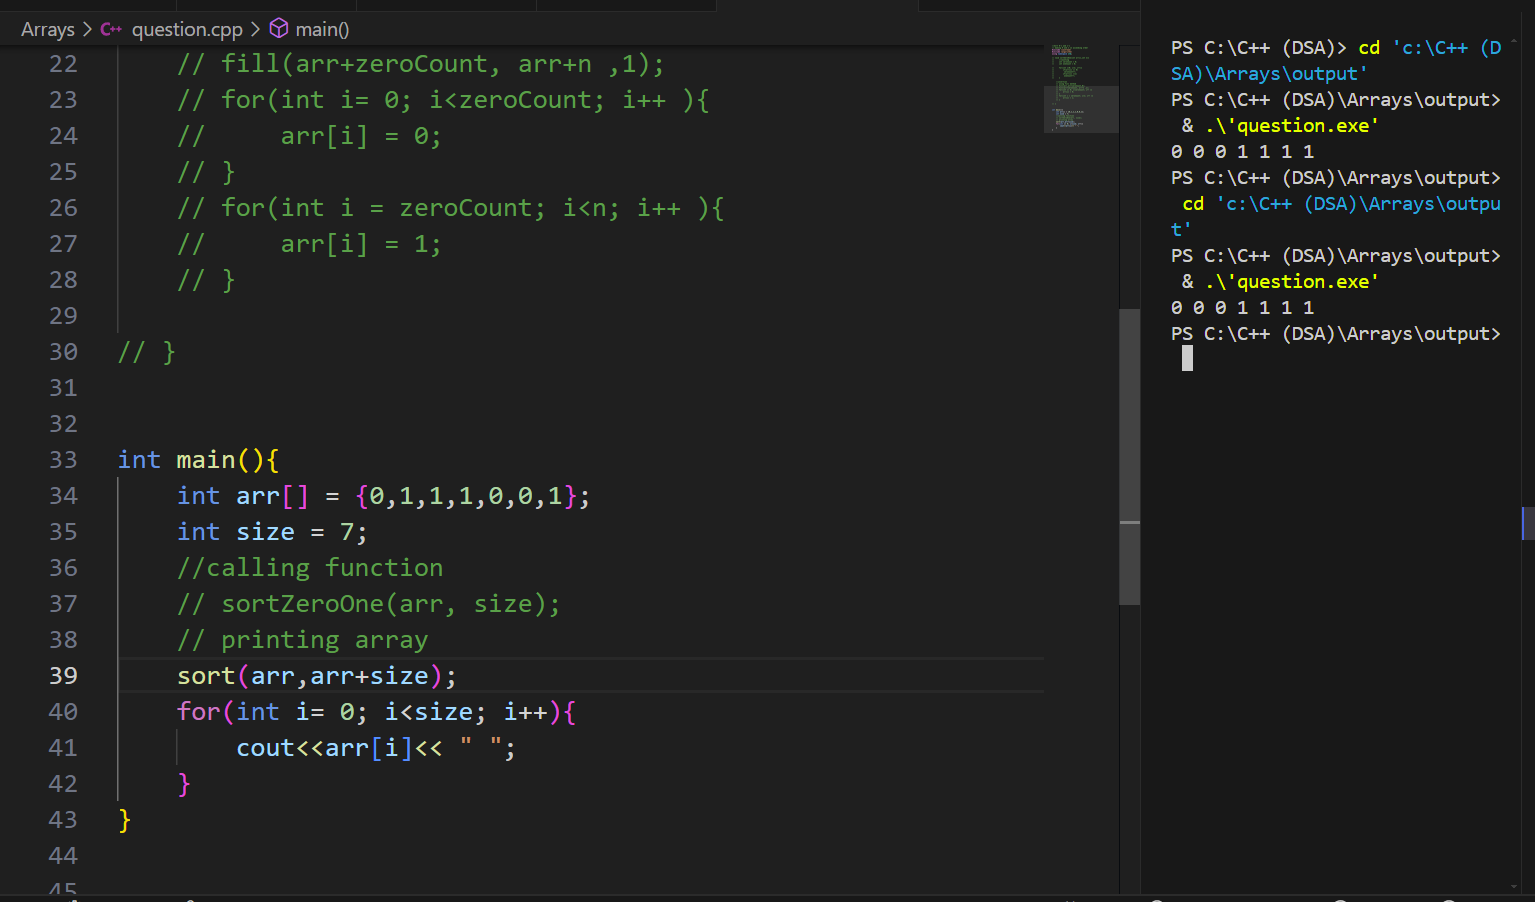 Arrays > C++ question.cpp > main()
22 // fill(arr+zeroCount, arr+n ,1);
23 // for(int i= 0; i<zeroCount; i++ ){
24 //     arr[i] = 0;
25 // }
26 // for(int i = zeroCount; i<n; i++ ){
27 //     arr[i] = 1;
28 // }
29
30 // }
31
32
33 int main(){
34     int arr[] = {0,1,1,1,0,0,1};
35     int size = 7;
36     //calling function
37     // sortZeroOne(arr, size);
38     // printing array
39     sort(arr,arr+size);
40     for(int i= 0; i<size; i++){
41         cout<<arr[i]<< " ";
42     }
43 }
44
45
PS C:\C++ (DSA)> cd 'c:\C++ (D
SA)\Arrays\output'
PS C:\C++ (DSA)\Arrays\output>
& .\'question.exe'
0 0 0 1 1 1 1
PS C:\C++ (DSA)\Arrays\output>
cd 'c:\C++ (DSA)\Arrays\outpu
t'
PS C:\C++ (DSA)\Arrays\output>
& .\'question.exe'
0 0 0 1 1 1 1
PS C:\C++ (DSA)\Arrays\output>